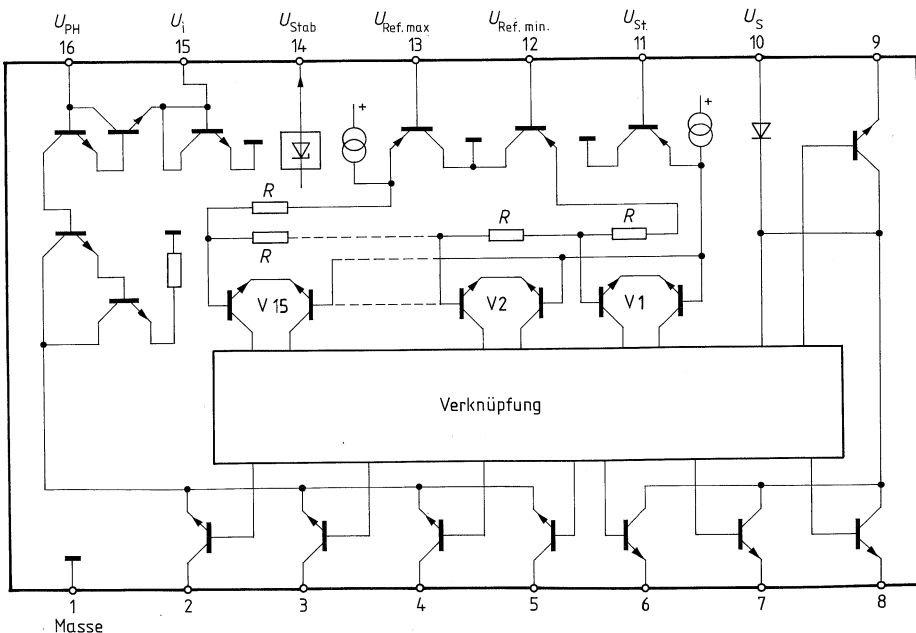 U_PH U_i U_Stab U_Ref.max U_Ref.min. U_St. U_S
16 15 14 13 12 11 10 9
+ +
R
R R R
V15 V2 V1
Verknüpfung
1 2 3 4 5 6 7 8
Masse